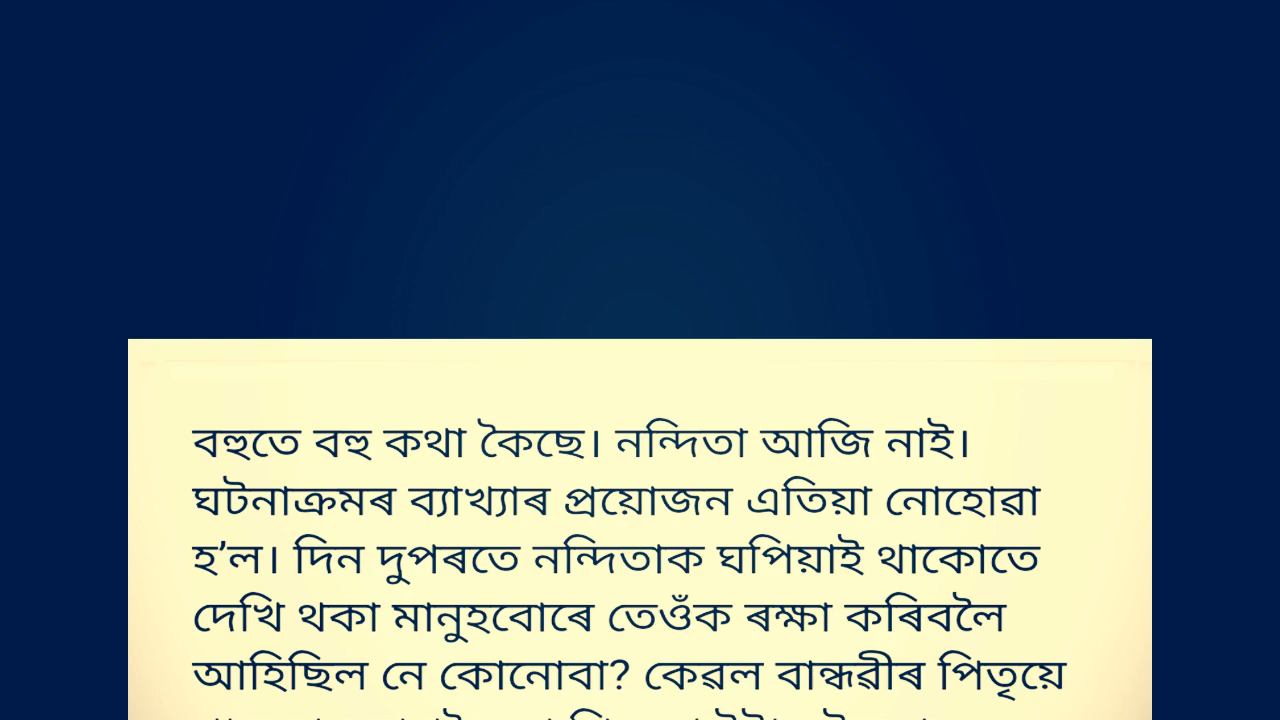 বহুতে বহু কথা কৈছে। নন্দিতা আজি নাই।
ঘটনাক্ৰমৰ ব্যাখ্যাৰ প্ৰয়োজন এতিয়া নোহোৱা
হ’ল। দিন দুপৰতে নন্দিতাক ঘপিয়াই থাকোতে
দেখি থকা মানুহবোৰে তেওঁক ৰক্ষা কৰিবলৈ
আহিছিল নে কোনোবা? কেৱল বান্ধৱীৰ পিতৃয়ে